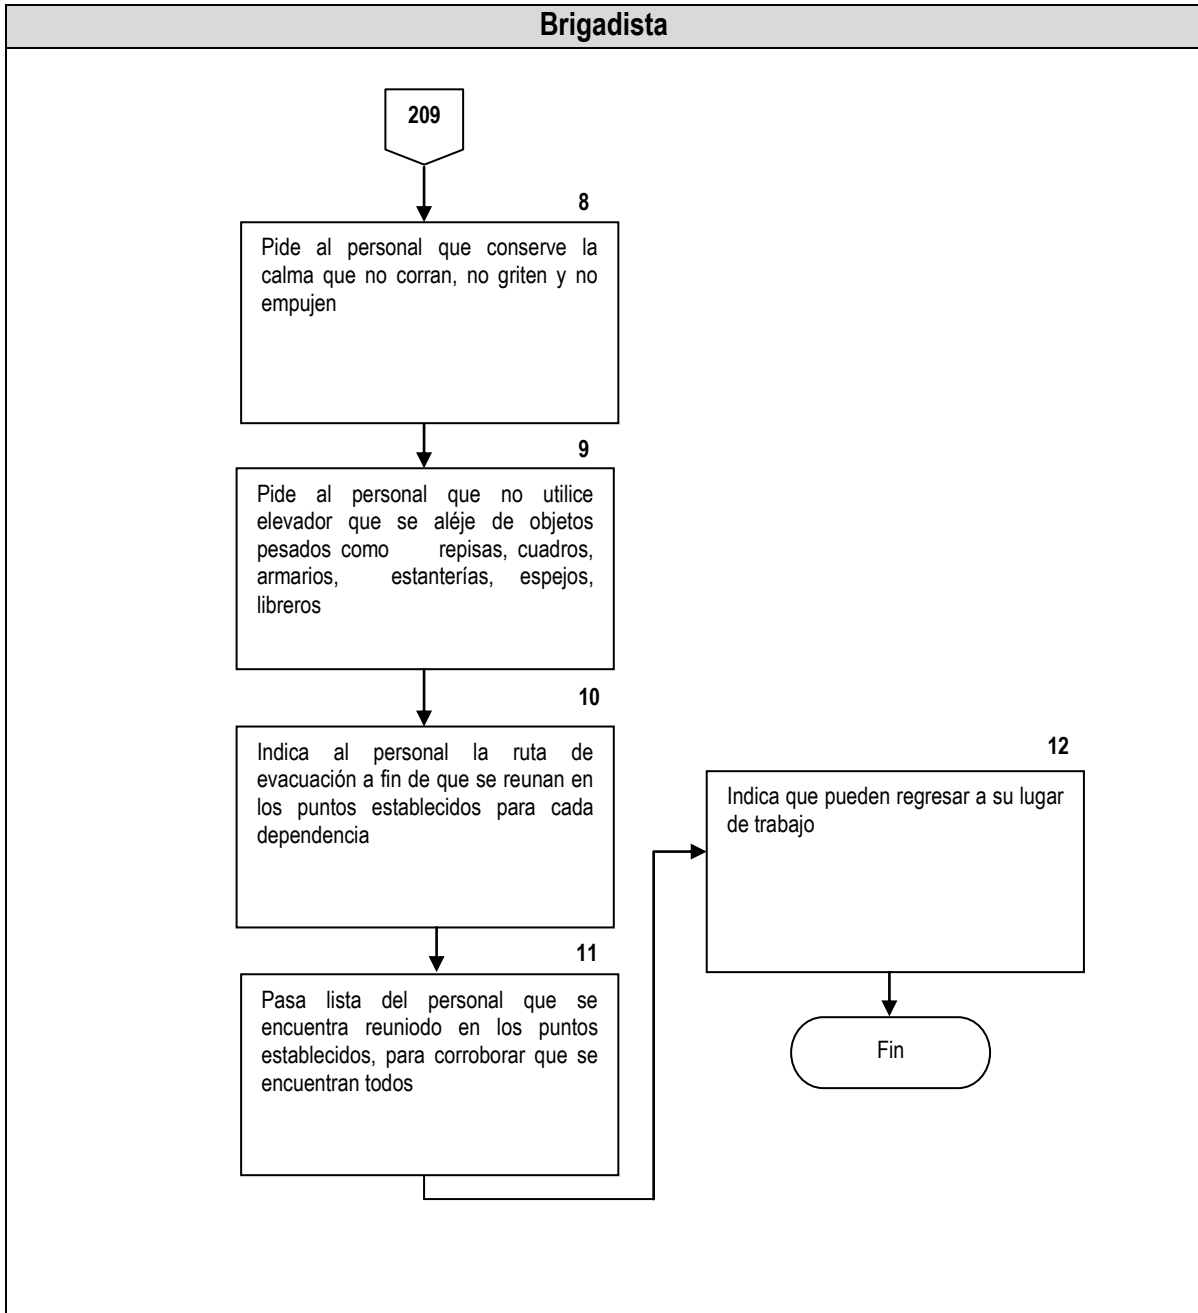 Brigadista
209
8
Pide al personal que conserve la
calma que no corran, no griten y no
empujen
9
Pide al personal que no utilice
elevador que se aléje de objetos
pesados como repisas, cuadros,
armarios, estanterías, espejos,
libreros
10
Indica al personal la ruta de
evacuación a fin de que se reunan en
los puntos establecidos para cada
dependencia
11
Pasa lista del personal que se
encuentra reuniodo en los puntos
establecidos, para corroborar que se
encuentran todos
12
Indica que pueden regresar a su lugar
de trabajo
Fin